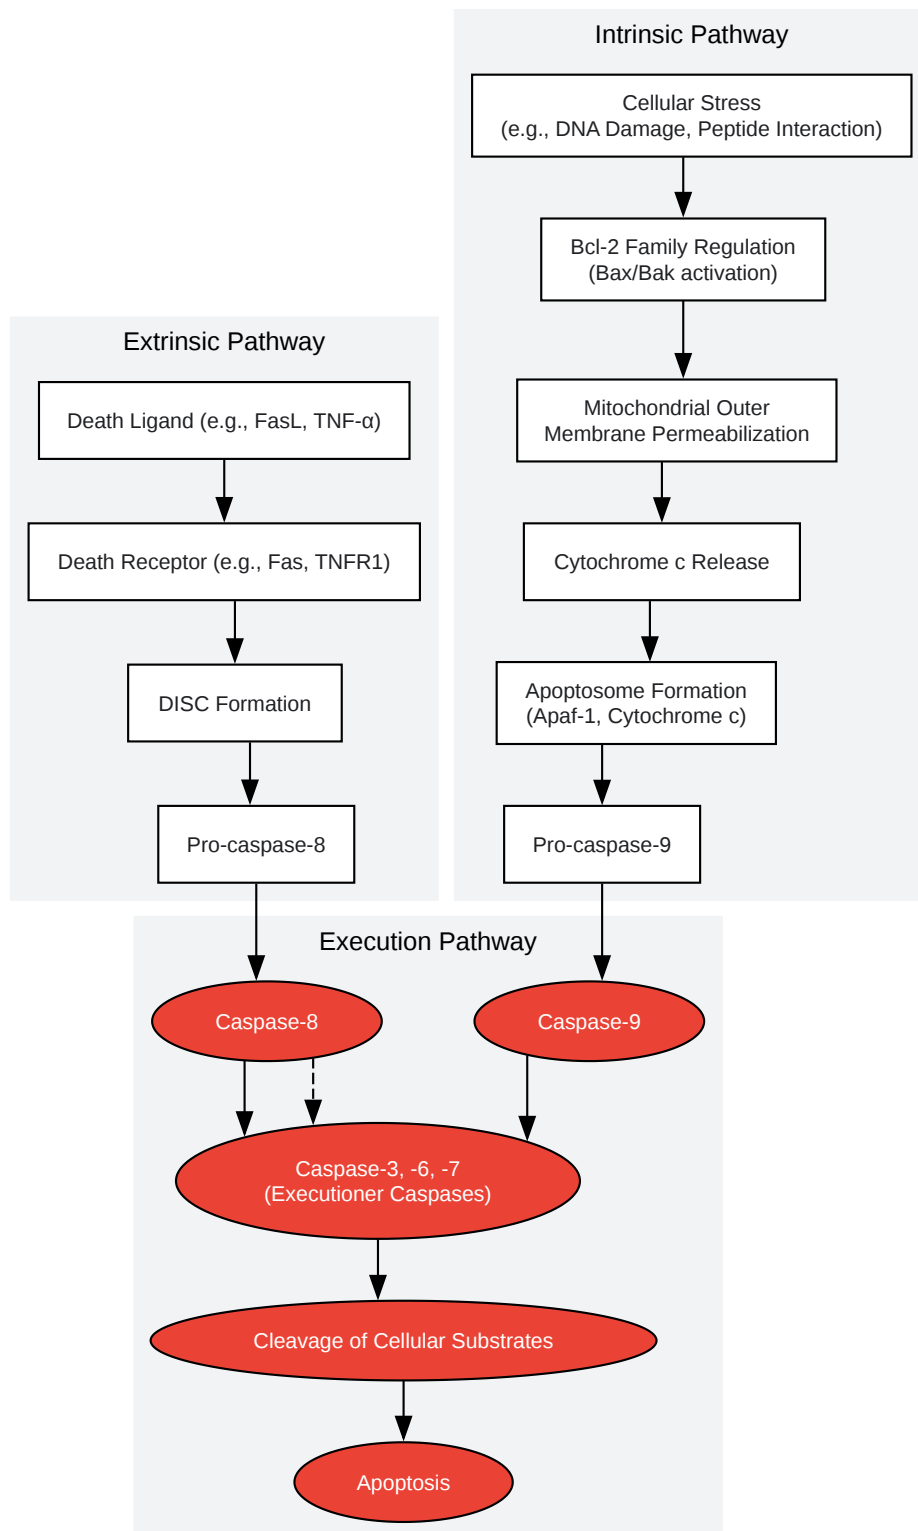 Intrinsic Pathway
Cellular Stress
(e.g., DNA Damage, Peptide Interaction)
Bcl-2 Family Regulation
(Bax/Bak activation)
Mitochondrial Outer
Membrane Permeabilization
Cytochrome c Release
Apoptosome Formation
(Apaf-1, Cytochrome c)
Pro-caspase-9
Extrinsic Pathway
Death Ligand (e.g., FasL, TNF-α)
Death Receptor (e.g., Fas, TNFR1)
DISC Formation
Pro-caspase-8
Execution Pathway
Caspase-8
Caspase-9
Caspase-3, -6, -7
(Executioner Caspases)
Cleavage of Cellular Substrates
Apoptosis